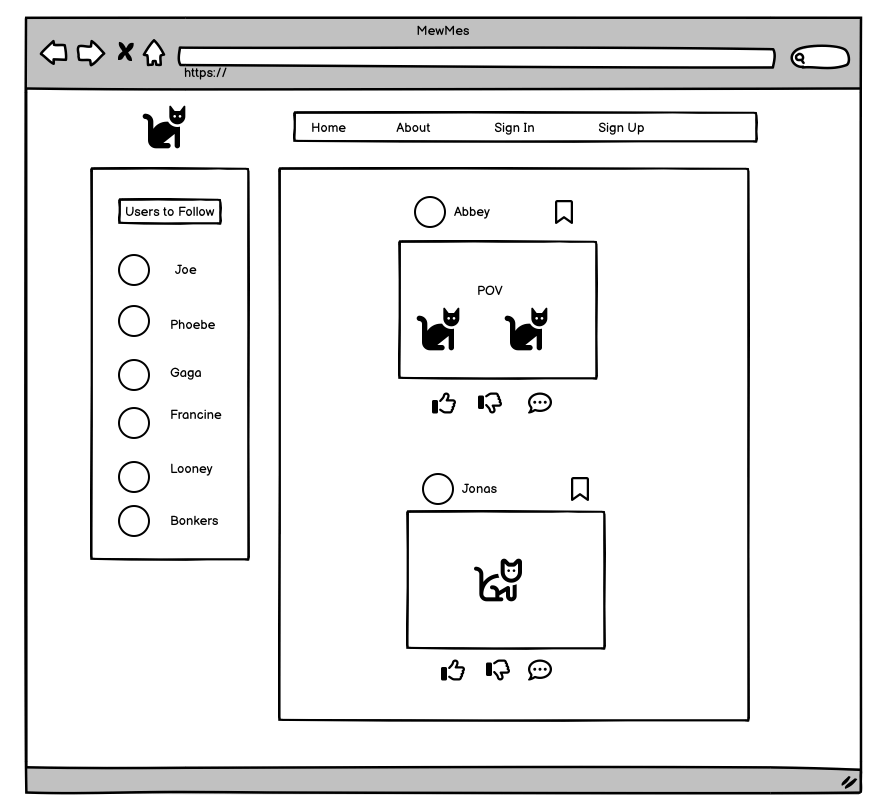 MewMes
https://
Home About Sign In Sign Up
Users to Follow
Joe
Phoebe
Gaga
Francine
Looney
Bonkers
Abbey
POV
Jonas